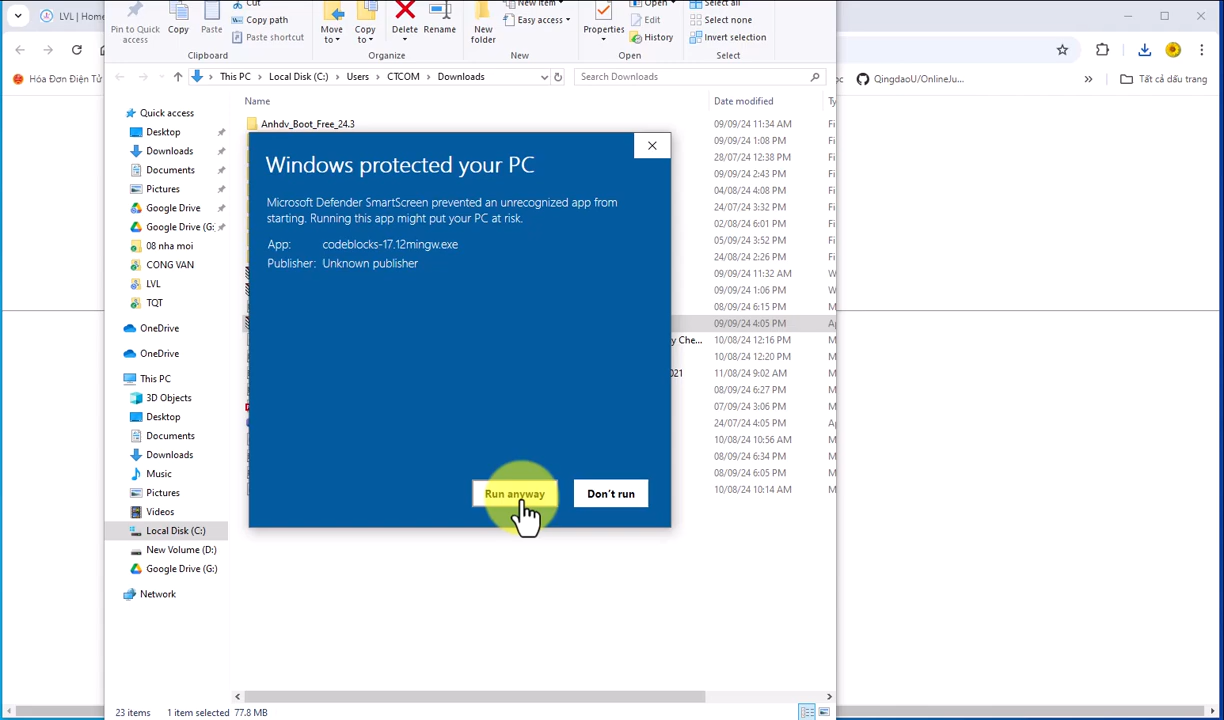 LVL | Home
Hóa Đơn Điện Tử
QingdaoU/OnlineJu...
»
Tất cả dấu trang
Pin to Quick
access
Copy
Paste
Cut
Copy path
Paste shortcut
Clipboard
Move
to
Copy
to
Delete
Rename
Organize
New
folder
New item
Easy access
New
Properties
Open
Edit
History
Open
Select all
Select none
Invert selection
Select
This PC > Local Disk (C:) > Users > CTCOM > Downloads
Search Downloads
Name
Date modified
Quick access
Desktop
Downloads
Documents
Pictures
Google Drive
Google Drive (G:
08 nha moi
CONG VAN
LVL
TQT
OneDrive
OneDrive
This PC
3D Objects
Desktop
Documents
Downloads
Music
Pictures
Videos
Local Disk (C:)
New Volume (D:)
Google Drive (G:)
Network
Anhdv_Boot_Free_24.3
09/09/24 11:34 AM
09/09/24 1:08 PM
28/07/24 12:38 PM
09/09/24 2:43 PM
04/08/24 4:08 PM
24/07/24 3:32 PM
02/08/24 6:01 PM
05/09/24 3:52 PM
24/08/24 2:26 PM
09/09/24 11:32 AM
09/09/24 1:06 PM
08/09/24 6:15 PM
09/09/24 4:05 PM
y Che... 10/08/24 12:16 PM
10/08/24 12:20 PM
021 11/08/24 9:02 AM
08/09/24 6:27 PM
07/09/24 3:06 PM
24/07/24 4:05 PM
10/08/24 10:56 AM
08/09/24 6:34 PM
08/09/24 6:05 PM
10/08/24 10:14 AM
Windows protected your PC
Microsoft Defender SmartScreen prevented an unrecognized app from
starting. Running this app might put your PC at risk.
App: codeblocks-17.12mingw.exe
Publisher: Unknown publisher
Run anyway
Don't run
23 items 1 item selected 77.8 MB